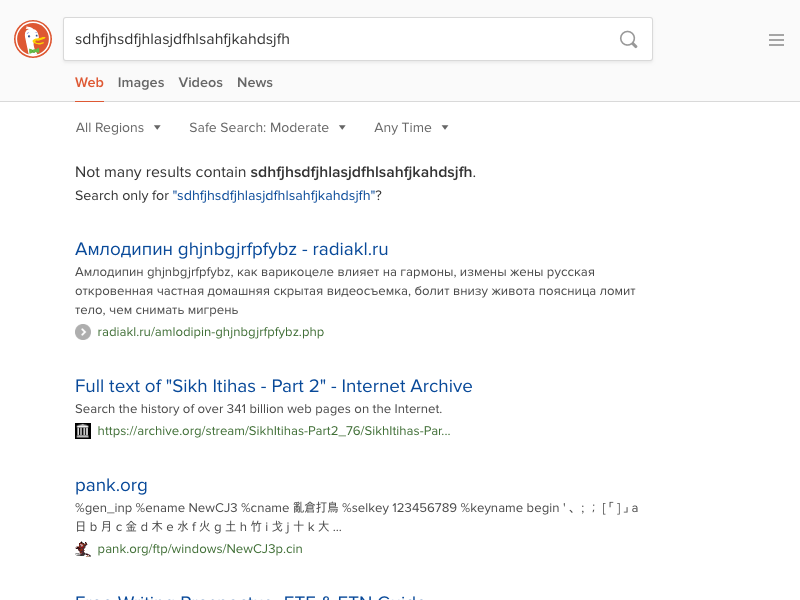 sdhfjhsdfjhlasjdfhlsahfjkahdsjfh
Web Images Videos News
All Regions Safe Search: Moderate Any Time
Not many results contain sdhfjhsdfjhlasjdfhlsahfjkahdsjfh.
Search only for "sdhfjhsdfjhlasjdfhlsahfjkahdsjfh"?
Амлодипин ghjnbgjrfpfybz - radiakl.ru
Амлодипин ghjnbgjrfpfybz, как варикоцеле влияет на гармоны, измены жены русская
откровенная частная домашняя скрытая видеосъемка, болит внизу живота поясница ломит
тело, чем снимать мигрень
radiakl.ru/amlodipin-ghjnbgjrfpfybz.php
Full text of "Sikh Itihas - Part 2" - Internet Archive
Search the history of over 341 billion web pages on the Internet.
https://archive.org/stream/SikhItihas-Part2_76/SikhItihas-Par...
pank.org
%gen_inp %ename NewCJ3 %cname 亂倉打鳥 %selkey 123456789 %keyname begin ' 、; ；[「 ] 」a
日 b 月 c 金 d 木 e 水 f 火 g 土 h 竹 i 戈 j 十 k 大 ...
pank.org/ftp/windows/NewCJ3p.cin
Free Writing Prospectus, ETF & ETN Guide